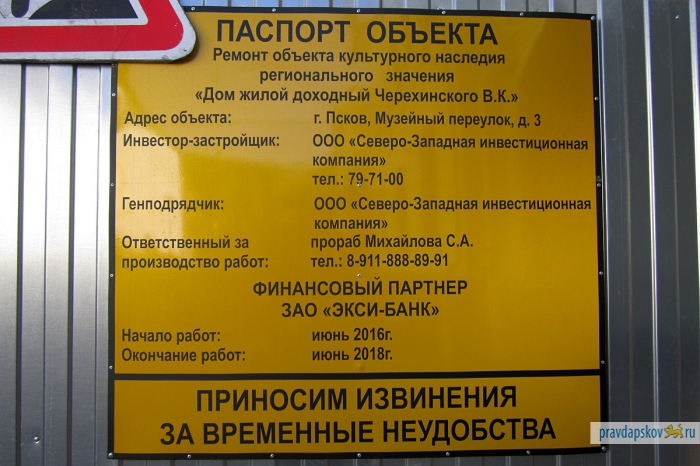 ПАСПОРТ ОБЪЕКТА
Ремонт объекта культурного наследия
регионального значения
«Дом жилой доходный Черехинского В.К.»
Адрес объекта: г. Псков, Музейный переулок, д. 3
Инвестор-застройщик: ООО «Северо-Западная инвестиционная
компания»
тел.: 79-71-00
Генподрядчик: ООО «Северо-Западная инвестиционная
компания»
Ответственный за прораб Михайлова С.А.
производство работ: тел.: 8-911-888-89-91
ФИНАНСОВЫЙ ПАРТНЕР
ЗАО «ЭКСИ-БАНК»
Начало работ: июнь 2016г.
Окончание работ: июнь 2018г.
ПРИНОСИМ ИЗВИНЕНИЯ
ЗА ВРЕМЕННЫЕ НЕУДОБСТВА
pravdapskov.ru